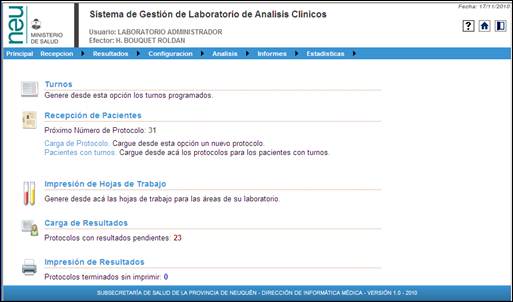 Fecha: 17/11/2010
neu
MINISTERIO
DE SALUD
Sistema de Gestión de Laboratorio de Analisis Clinicos
Usuario: LABORATORIO ADMINISTRADOR
Efector: H. BOUQUET ROLDAN
?
Principal Recepcion Resultados Configuracion Analisis Informes Estadisticas
Turnos
Genere desde esta opción los turnos programados.
Recepción de Pacientes
Próximo Número de Protocolo: 31
Carga de Protocolo. Cargue desde esta opción un nuevo protocolo.
Pacientes con turnos. Cargue desde acá los protocolos para los pacientes con turnos.
Impresión de Hojas de Trabajo
Genere desde acá las hojas de trabajo para las áreas de su laboratorio.
Carga de Resultados
Protocolos con resultados pendientes: 23
Impresión de Resultados
Protocolos terminados sin imprimir: 0
SUBSECRETARÍA DE SALUD DE LA PROVINCIA DE NEUQUÉN - DIRECCIÓN DE INFORMÁTICA MÉDICA - VERSIÓN 1.0 - 2010